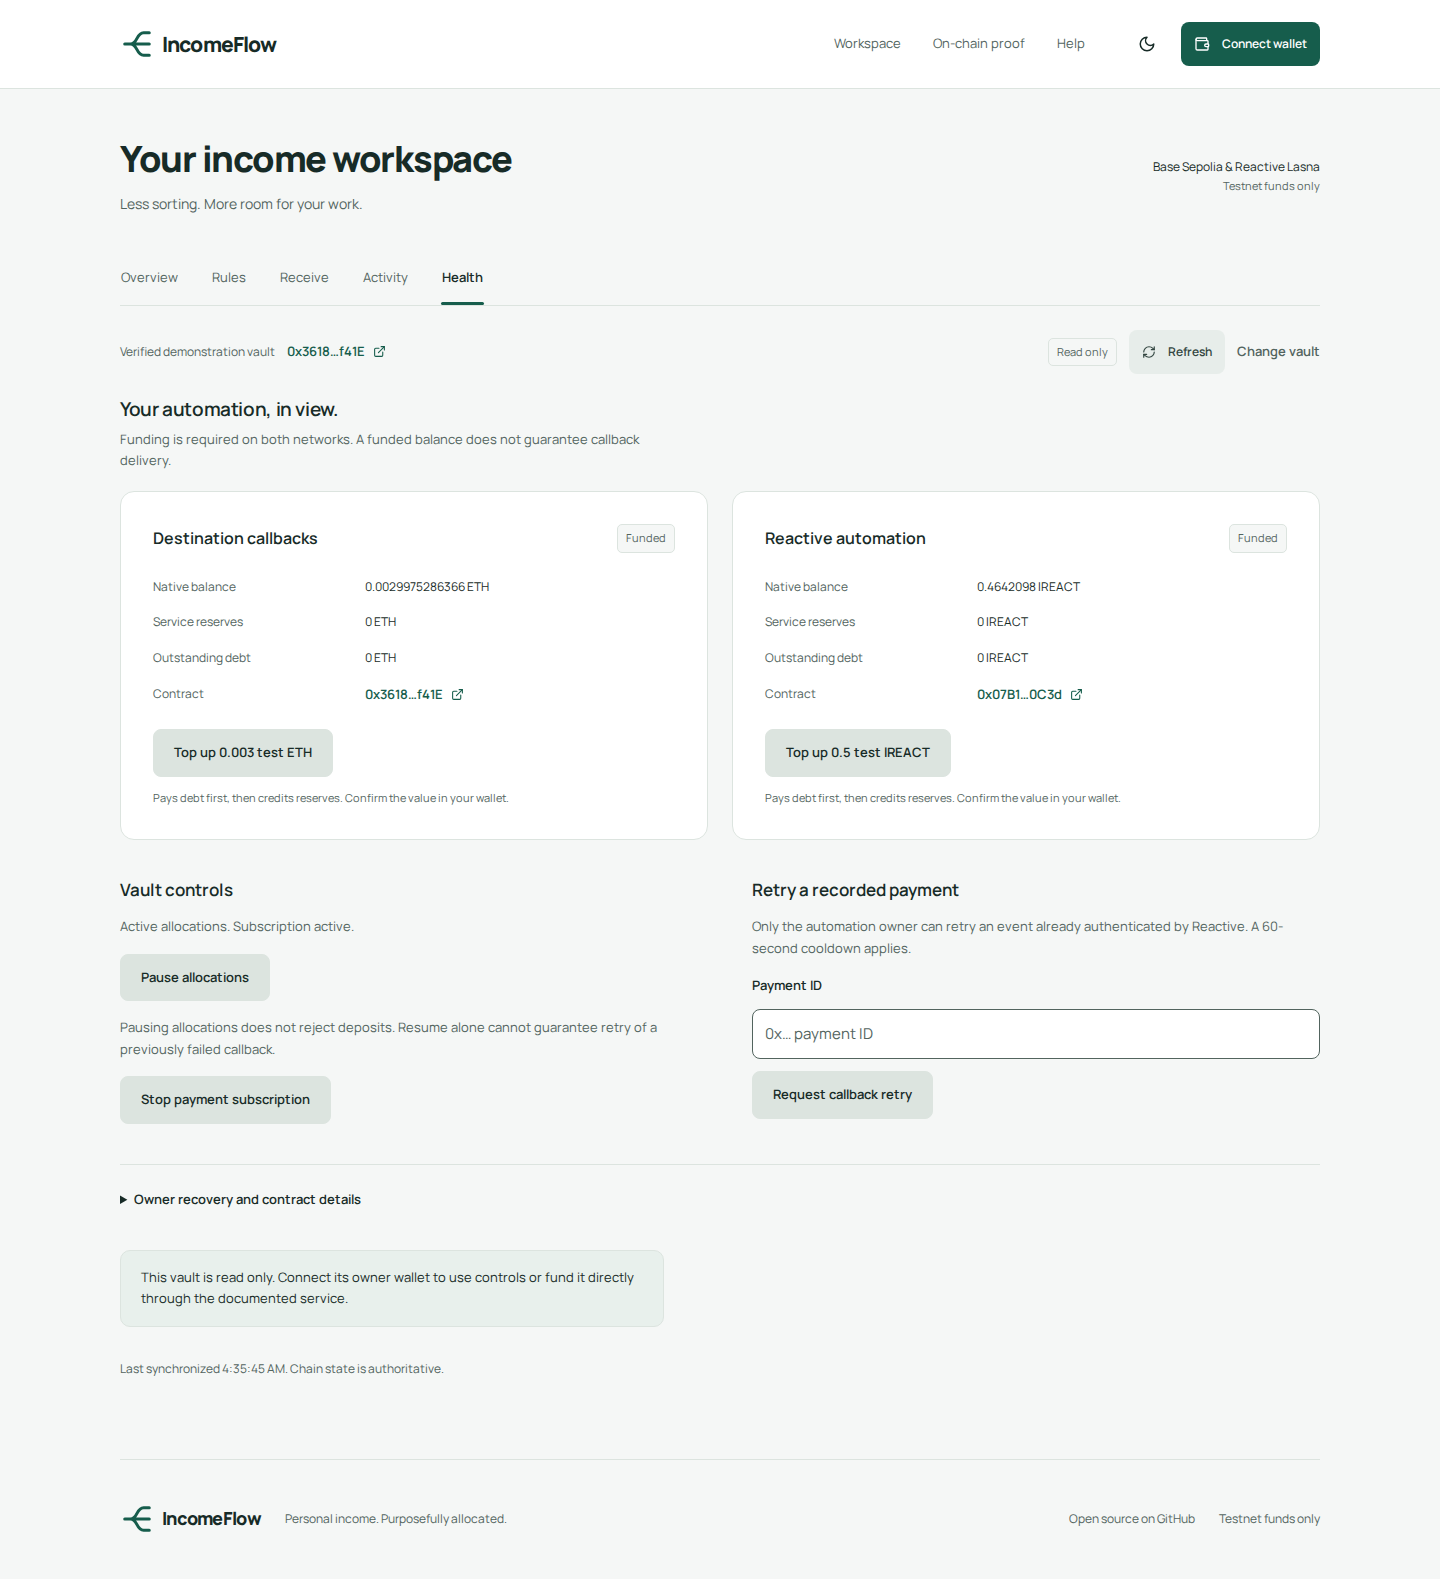 IncomeFlow
Workspace
On-chain proof
Help
Connect wallet
Your income workspace
Less sorting. More room for your work.
Base Sepolia & Reactive Lasna
Testnet funds only
Overview
Rules
Receive
Activity
Health
Verified demonstration vault 0x3618...f41E
Read only
Refresh
Change vault
Your automation, in view.
Funding is required on both networks. A funded balance does not guarantee callback
delivery.
Destination callbacks
Funded
Native balance 0.0029975286366 ETH
Service reserves 0 ETH
Outstanding debt 0 ETH
Contract 0x3618...f41E
Top up 0.003 test ETH
Pays debt first, then credits reserves. Confirm the value in your wallet.
Reactive automation
Funded
Native balance 0.4642098 lREACT
Service reserves 0 lREACT
Outstanding debt 0 lREACT
Contract 0x07B1...0C3d
Top up 0.5 test lREACT
Pays debt first, then credits reserves. Confirm the value in your wallet.
Vault controls
Active allocations. Subscription active.
Pause allocations
Pausing allocations does not reject deposits. Resume alone cannot guarantee retry of a
previously failed callback.
Stop payment subscription
Retry a recorded payment
Only the automation owner can retry an event already authenticated by Reactive. A 60-
second cooldown applies.
Payment ID
0x... payment ID
Request callback retry
Owner recovery and contract details
This vault is read only. Connect its owner wallet to use controls or fund it directly
through the documented service.
Last synchronized 4:35:45 AM. Chain state is authoritative.
IncomeFlow
Personal income. Purposefully allocated.
Open source on GitHub
Testnet funds only